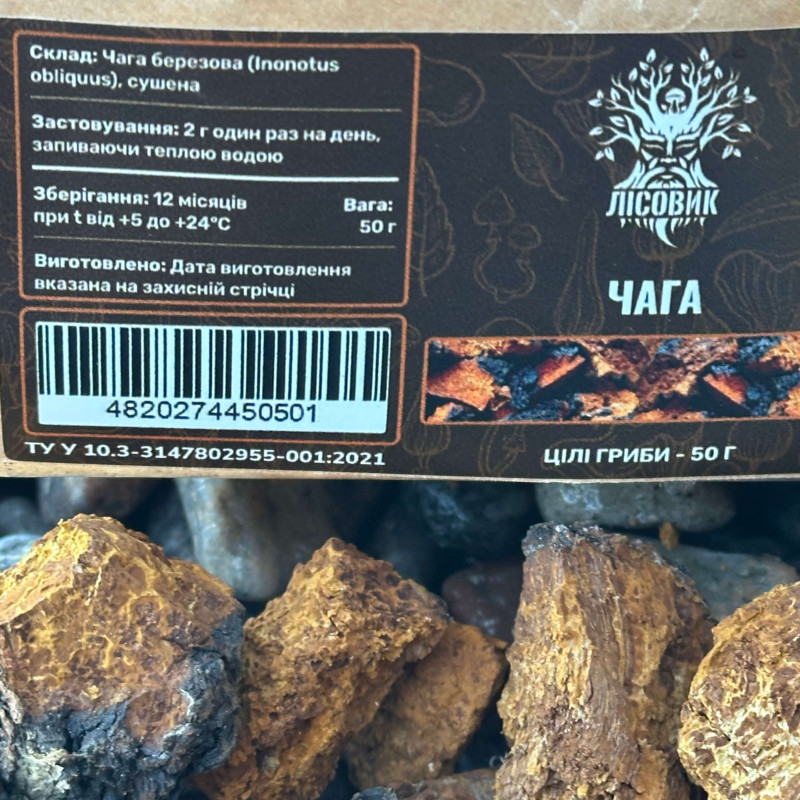 Склад: Чага березова (Inonotus
obliquus), сушена
Застовування: 2 г один раз на день,
запиваючи теплою водою
Зберігання: 12 місяців
при t від +5 до +24°C
Вага:
50 г
Виготовлено: Дата виготовлення
вказана на захисній стрічці
4820274450501
ТУ У 10.3-3147802955-001:2021
ЛІСОВИК
ЧАГА
ЦІЛІ ГРИБИ - 50 Г